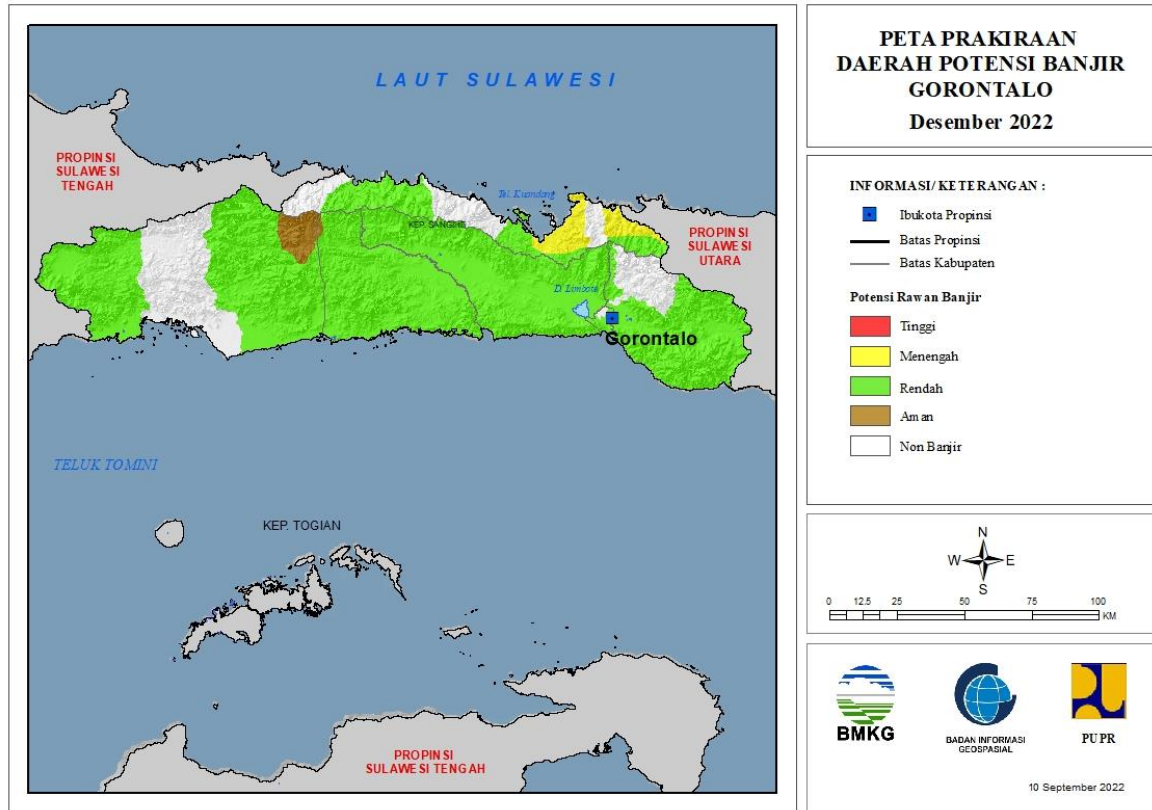 LAUT SULAWESI
PROPINSI
SULAWESI
TENGAH
Tel. Kuandang
KEP. SANGIHE
PROPINSI
SULAWESI
UTARA
D. Limboto
Gorontalo
TELUK TOMINI
KEP. TOGIAN
PROPINSI
SULAWESI TENGAH
PETA PRAKIRAAN
DAERAH POTENSI BANJIR
GORONTALO
Desember 2022
INFORMASI/ KETERANGAN :
Ibukota Propinsi
Batas Propinsi
Batas Kabupaten
Potensi Rawan Banjir
Tinggi
Menengah
Rendah
Aman
Non Banjir
N
W E
S
0 12.5 25 50 75 100
KM
BMKG
BADAN INFORMASI
GEOSPASIAL
PUPR
10 September 2022